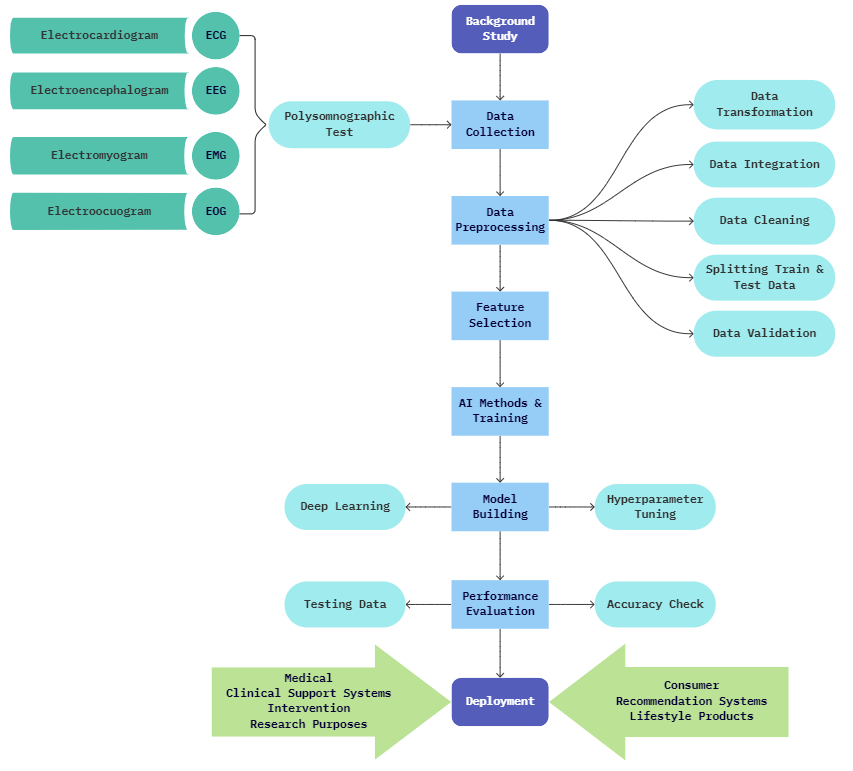 Electrocardiogram
ECG
Electroencephalogram
EEG
Electromyogram
EMG
Electroocuogram
EOG
Polysomnographic
Test
Background
Study
Data
Collection
Data
Preprocessing
Data
Transformation
Data Integration
Data Cleaning
Splitting Train &
Test Data
Data Validation
Feature
Selection
AI Methods &
Training
Deep Learning
Model
Building
Hyperparameter
Tuning
Testing Data
Performance
Evaluation
Accuracy Check
Medical
Clinical Support Systems
Intervention
Research Purposes
Deployment
Consumer
Recommendation Systems
Lifestyle Products